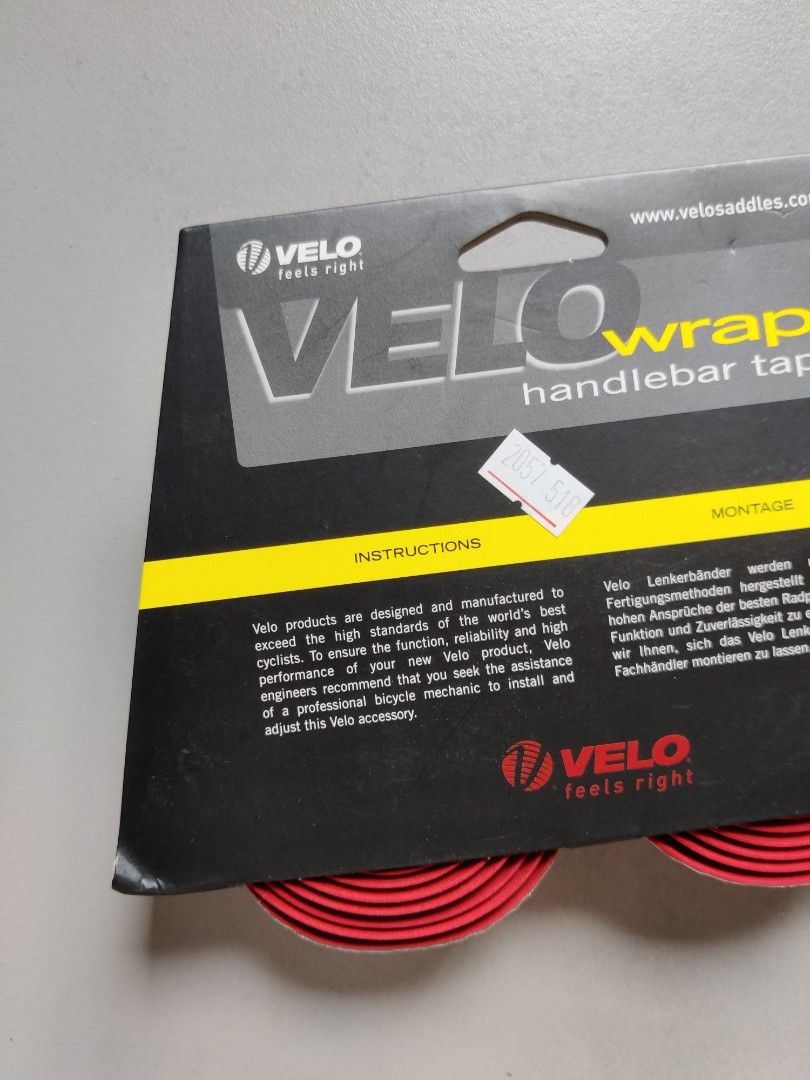 VELO
feels right
www.velosaddles.co
VELO
wrap
handlebar tap
2057 518
INSTRUCTIONS
MONTAGE
Velo products are designed and manufactured to
exceed the high standards of the world's best
cyclists. To ensure the function, reliability and high
performance of your new Velo product, Velo
engineers recommend that you seek the assistance
of a professional bicycle mechanic to install and
adjust this Velo accessory.
Velo Lenkerbänder werden
Fertigungsmethoden hergestellt
hohen Ansprüche der besten Radp
Funktion und Zuverlässigkeit zu
wir Ihnen, sich das Velo Lenk
Fachhändler montieren zu lassen
VELO
feels right